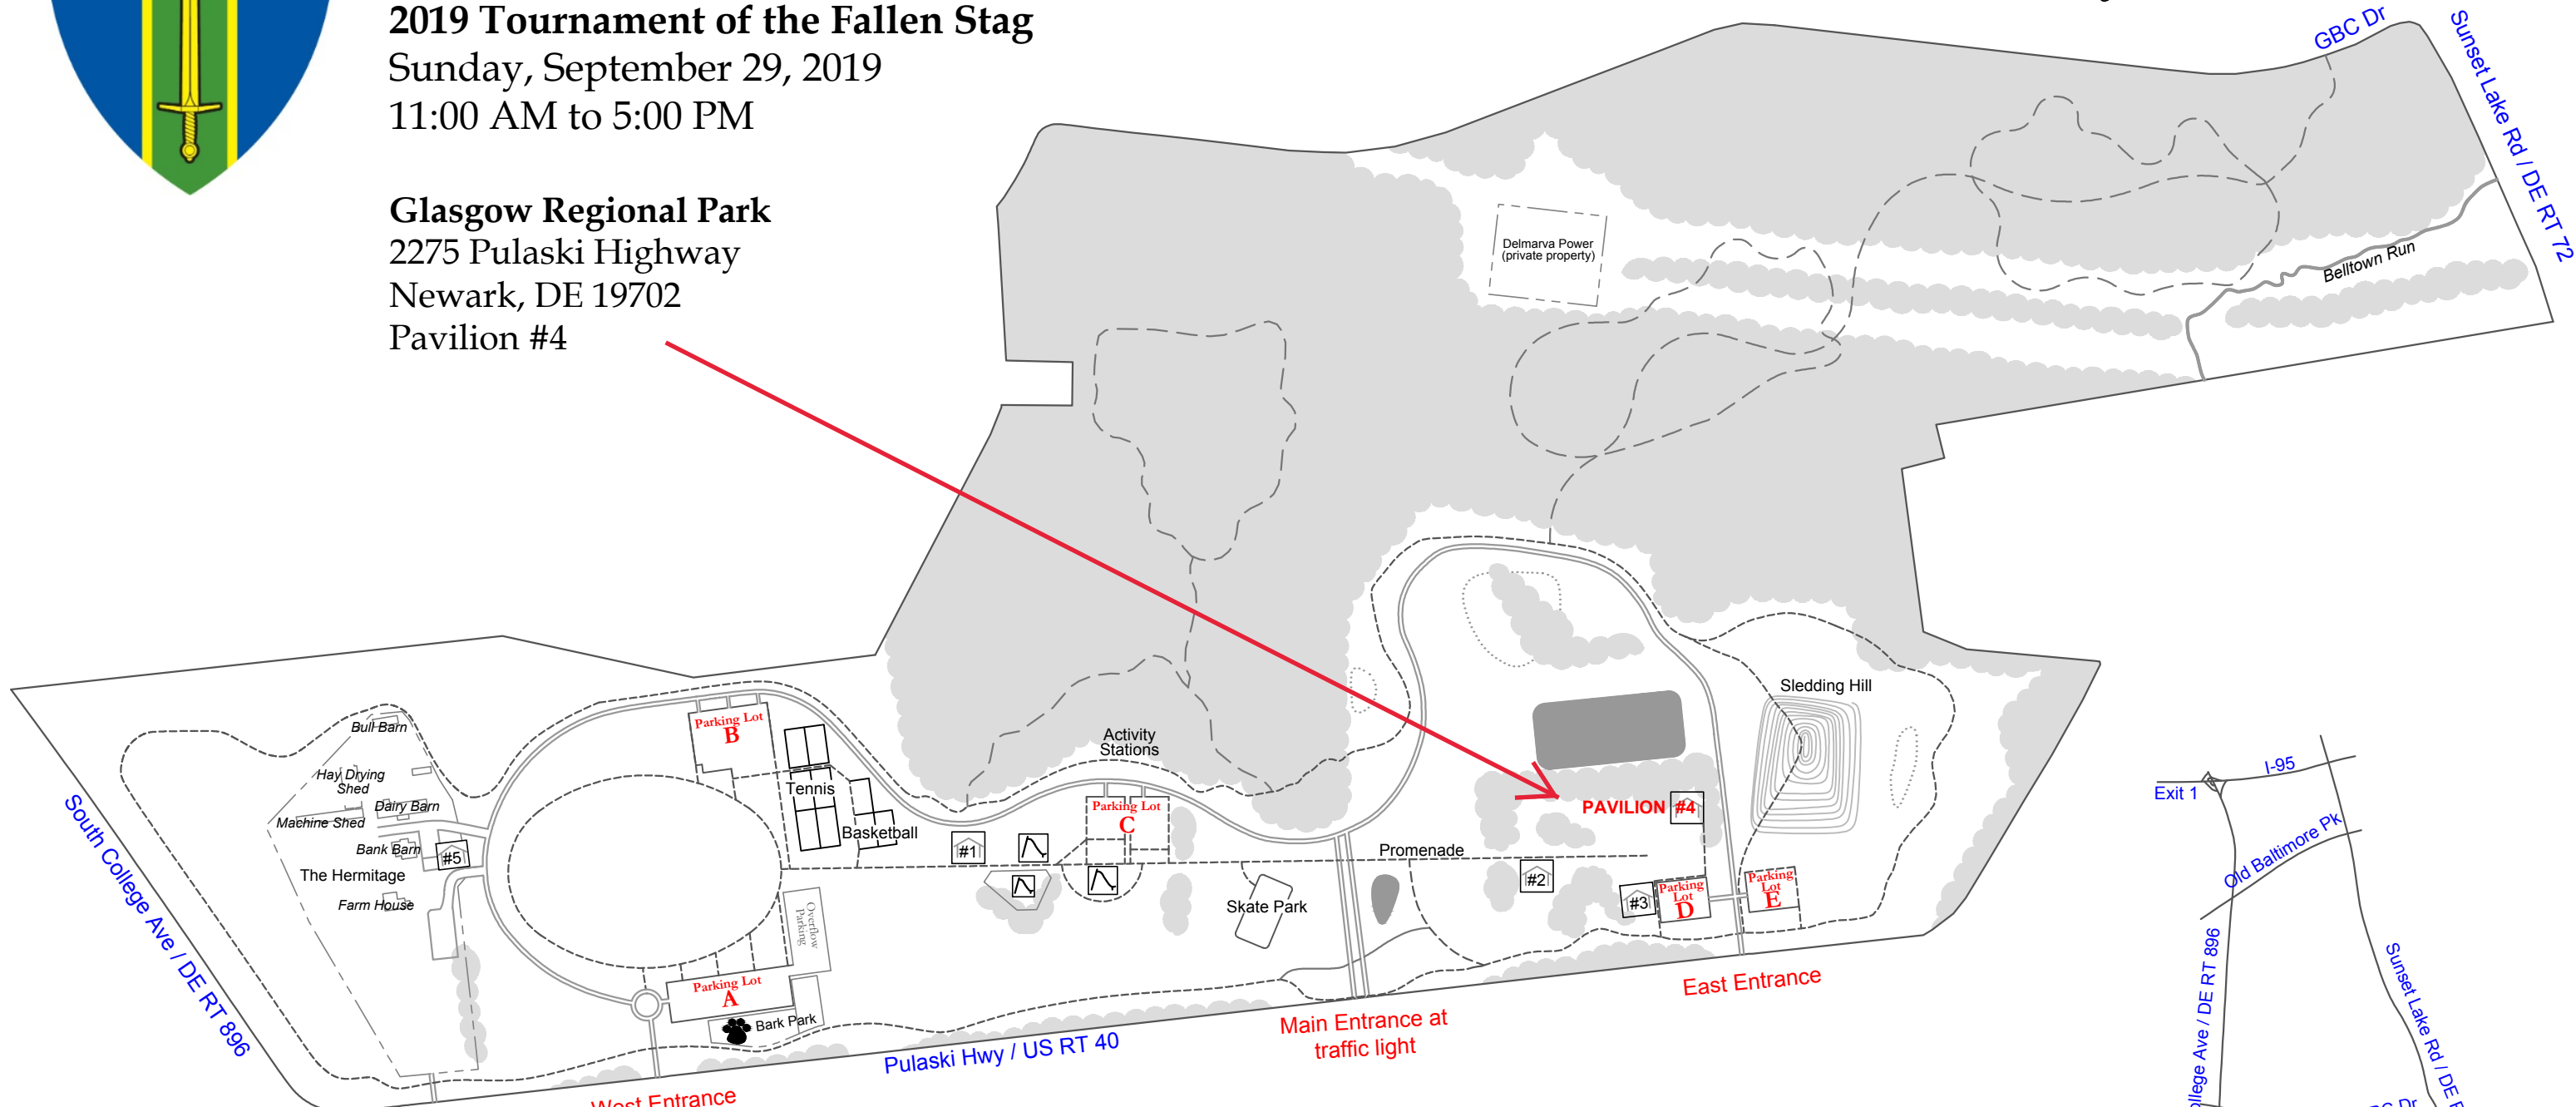 2019 Tournament of the Fallen Stag
Sunday, September 29, 2019
11:00 AM to 5:00 PM
Glasgow Regional Park
2275 Pulaski Highway
Newark, DE 19702
Pavilion #4
GBC Dr
Sunset Lake Rd / DE RT 72
Delmarva Power
(private property)
Belltown Run
Sledding Hill
Bull Barn
Parking Lot
B
Activity
Stations
Hay Drying
Shed
Tennis
Dairy Barn
Machine Shed
Parking Lot
C
PAVILION #4
Basketball
Bank Barn
#5
#1
Promenade
The Hermitage
#2
Farm House
Overflow
Parking
Skate Park
#3
Parking
Lot
D
Parking
Lot
E
South College Ave / DE RT 896
Parking Lot
A
Bark Park
East Entrance
Main Entrance at
traffic light
Pulaski Hwy / US RT 40
West Entrance
I-95
Exit 1
Old Baltimore Pk
Ave / DE RT 896
Sunset Lake Rd / DE
Dr